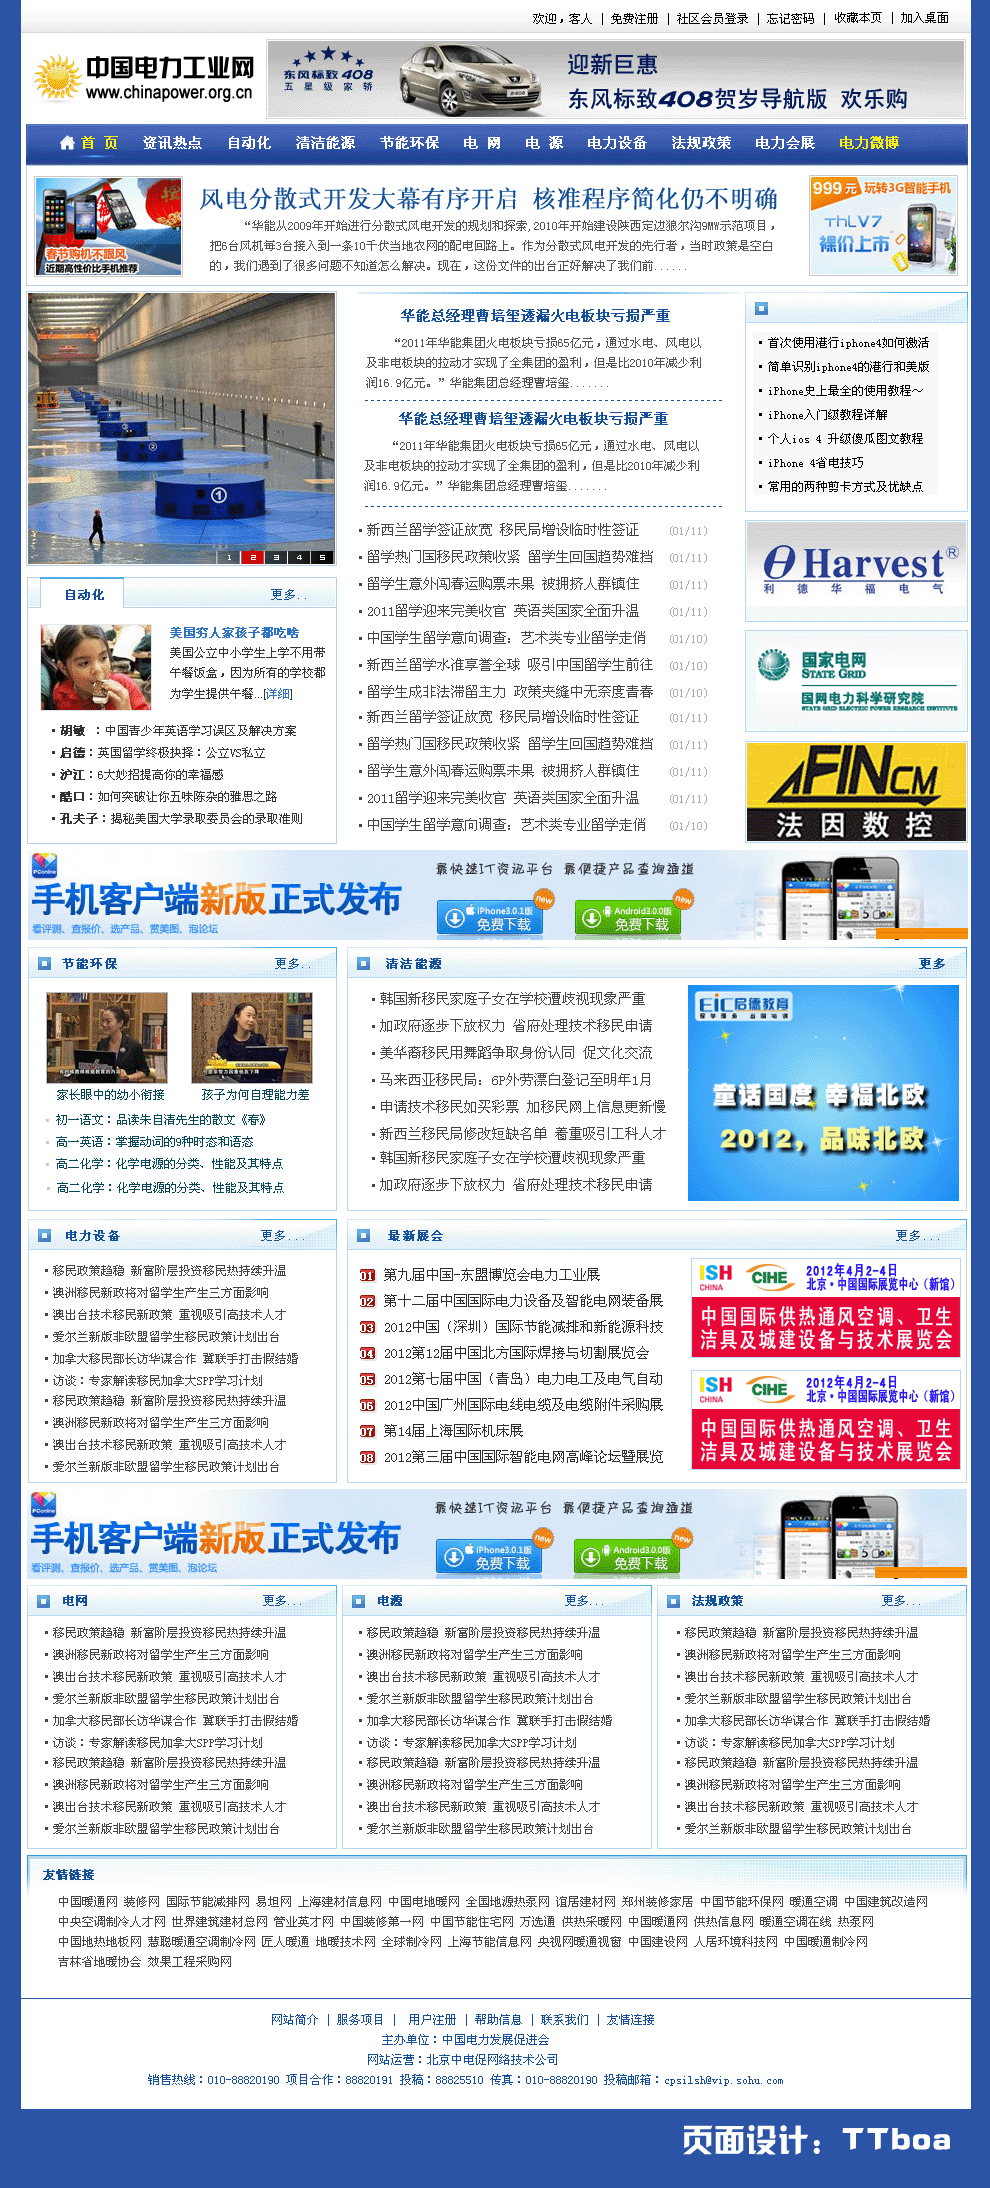 欢迎，客人 | 免费注册 | 社区会员登录 | 忘记密码 | 收藏本页 | 加入桌面
中国电力工业网
www.chinapower.org.cn
东风标致408
五星级家轿
迎新巨惠
东风标致408贺岁导航版 欢乐购
首 页 资讯热点 自动化 清洁能源 节能环保 电 网 电 源 电力设备 法规政策 电力会展 电力微博
春节购机不跟风
近期高性价比手机推荐
风电分散式开发大幕有序开启 核准程序简化仍不明确
“华能从2009年开始进行分散式风电开发的规划和探索,2010年开始建设陕西定边狼尔沟9MW示范项目，
把6台风机每3台接入到一条10千伏当地农网的配电回路上。作为分散式风电开发的先行者，当时政策是空白
的，我们遇到了很多问题不知道怎么解决。现在，这份文件的出台正好解决了我们前......
999元 玩转3G智能手机
ThL V7
裸价上市
1 2 3 4 5
华能总经理曹培玺透漏火电板块亏损严重
“2011年华能集团火电板块亏损65亿元，通过水电、风电以
及非电板块的拉动才实现了全集团的盈利，但是比2010年减少利
润16.9亿元。”华能集团总经理曹培玺.......
华能总经理曹培玺透漏火电板块亏损严重
“2011年华能集团火电板块亏损65亿元，通过水电、风电以
及非电板块的拉动才实现了全集团的盈利，但是比2010年减少利
润16.9亿元。”华能集团总经理曹培玺.......
新西兰留学签证放宽 移民局增设临时性签证 (01/11)
留学热门国移民政策收紧 留学生回国趋势难挡 (01/11)
留学生意外闯春运购票未果 被拥挤人群镇住 (01/11)
2011留学迎来完美收官 英语类国家全面升温 (01/11)
中国学生留学意向调查：艺术类专业留学走俏 (01/10)
新西兰留学水准享誉全球 吸引中国留学生前往 (01/10)
留学生成非法滞留主力 政策夹缝中无奈度青春 (01/10)
新西兰留学签证放宽 移民局增设临时性签证 (01/11)
留学热门国移民政策收紧 留学生回国趋势难挡 (01/11)
留学生意外闯春运购票未果 被拥挤人群镇住 (01/11)
2011留学迎来完美收官 英语类国家全面升温 (01/11)
中国学生留学意向调查：艺术类专业留学走俏 (01/10)
首次使用港行iphone4如何激活
简单识别iphone4的港行和美版
iPhone史上最全的使用教程～
iPhone入门级教程详解
个人ios 4 升级傻瓜图文教程
iPhone 4省电技巧
常用的两种剪卡方式及优缺点
Harvest®
利德华福电气
国家电网
STATE GRID
国网电力科学研究院
STATE GRID ELECTRIC POWER RESEARCH INSTITUTE
AFINCM
法因数控
自动化 更多..
美国穷人家孩子都吃啥
美国公立中小学生上学不用带
午餐饭盒，因为所有的学校都
为学生提供午餐...[详细]
胡敏 ：中国青少年英语学习误区及解决方案
启德：英国留学终极抉择：公立VS私立
沪江：6大妙招提高你的幸福感
酷口：如何突破让你五味陈杂的雅思之路
孔夫子：揭秘美国大学录取委员会的录取准则
PConline
手机客户端新版正式发布
看评测、查报价、选产品、赏美图、泡论坛
最快速IT资讯平台 最便捷产品查询通道
iPhone3.0.1版
免费下载
new
Android3.0.0版
免费下载
new
节能环保 更多..
家长眼中的幼小衔接 孩子为何自理能力差
初一语文：品读朱自清先生的散文《春》
高一英语：掌握动词的9种时态和语态
高二化学：化学电源的分类、性能及其特点
高二化学：化学电源的分类、性能及其特点
清洁能源 更多
韩国新移民家庭子女在学校遭歧视现象严重
加政府逐步下放权力 省府处理技术移民申请
美华裔移民用舞蹈争取身份认同 促文化交流
马来西亚移民局：6P外劳漂白登记至明年1月
申请技术移民如买彩票 加移民网上信息更新慢
新西兰移民局修改短缺名单 着重吸引工科人才
韩国新移民家庭子女在学校遭歧视现象严重
加政府逐步下放权力 省府处理技术移民申请
EIC启德教育
留学服务 出国培训
童话国度 幸福北欧
2012，品味北欧
电力设备 更多...
移民政策趋稳 新富阶层投资移民热持续升温
澳洲移民新政将对留学生产生三方面影响
澳出台技术移民新政策 重视吸引高技术人才
爱尔兰新版非欧盟留学生移民政策计划出台
加拿大移民部长访华谋合作 冀联手打击假结婚
访谈：专家解读移民加拿大SPP学习计划
移民政策趋稳 新富阶层投资移民热持续升温
澳洲移民新政将对留学生产生三方面影响
澳出台技术移民新政策 重视吸引高技术人才
爱尔兰新版非欧盟留学生移民政策计划出台
最新展会 更多...
01 第九届中国-东盟博览会电力工业展
02 第十二届中国国际电力设备及智能电网装备展
03 2012中国（深圳）国际节能减排和新能源科技
04 2012第12届中国北方国际焊接与切割展览会
05 2012第七届中国（青岛）电力电工及电气自动
06 2012中国广州国际电线电缆及电缆附件采购展
07 第14届上海国际机床展
08 2012第三届中国国际智能电网高峰论坛暨展览
ISH CHINA CIHE 2012年4月2-4日
北京·中国国际展览中心（新馆）
中国国际供热通风空调、卫生
洁具及城建设备与技术展览会
ISH CHINA CIHE 2012年4月2-4日
北京·中国国际展览中心（新馆）
中国国际供热通风空调、卫生
洁具及城建设备与技术展览会
PConline
手机客户端新版正式发布
看评测、查报价、选产品、赏美图、泡论坛
最快速IT资讯平台 最便捷产品查询通道
iPhone3.0.1版
免费下载
new
Android3.0.0版
免费下载
new
电网 更多...
移民政策趋稳 新富阶层投资移民热持续升温
澳洲移民新政将对留学生产生三方面影响
澳出台技术移民新政策 重视吸引高技术人才
爱尔兰新版非欧盟留学生移民政策计划出台
加拿大移民部长访华谋合作 冀联手打击假结婚
访谈：专家解读移民加拿大SPP学习计划
移民政策趋稳 新富阶层投资移民热持续升温
澳洲移民新政将对留学生产生三方面影响
澳出台技术移民新政策 重视吸引高技术人才
爱尔兰新版非欧盟留学生移民政策计划出台
电源 更多...
移民政策趋稳 新富阶层投资移民热持续升温
澳洲移民新政将对留学生产生三方面影响
澳出台技术移民新政策 重视吸引高技术人才
爱尔兰新版非欧盟留学生移民政策计划出台
加拿大移民部长访华谋合作 冀联手打击假结婚
访谈：专家解读移民加拿大SPP学习计划
移民政策趋稳 新富阶层投资移民热持续升温
澳洲移民新政将对留学生产生三方面影响
澳出台技术移民新政策 重视吸引高技术人才
爱尔兰新版非欧盟留学生移民政策计划出台
法规政策 更多...
移民政策趋稳 新富阶层投资移民热持续升温
澳洲移民新政将对留学生产生三方面影响
澳出台技术移民新政策 重视吸引高技术人才
爱尔兰新版非欧盟留学生移民政策计划出台
加拿大移民部长访华谋合作 冀联手打击假结婚
访谈：专家解读移民加拿大SPP学习计划
移民政策趋稳 新富阶层投资移民热持续升温
澳洲移民新政将对留学生产生三方面影响
澳出台技术移民新政策 重视吸引高技术人才
爱尔兰新版非欧盟留学生移民政策计划出台
友情链接
中国暖通网 装修网 国际节能减排网 易坦网 上海建材信息网 中国电地暖网 全国地源热泵网 谊居建材网 郑州装修家居 中国节能环保网 暖通空调 中国建筑改造网
中央空调制冷人才网 世界建筑建材总网 管业英才网 中国装修第一网 中国节能住宅网 万选通 供热采暖网 中国暖通网 供热信息网 暖通空调在线 热泵网
中国地热地板网 慧聪暖通空调制冷网 匠人暖通 地暖技术网 全球制冷网 上海节能信息网 央视网暖通视窗 中国建设网 人居环境科技网 中国暖通制冷网
吉林省地暖协会 效果工程采购网
网站简介 | 服务项目 | 用户注册 | 帮助信息 | 联系我们 | 友情连接
主办单位：中国电力发展促进会
网站运营：北京中电促网络技术公司
销售热线：010-88820190 项目合作：88820191 投稿：88825510 传真：010-88820190 投稿邮箱：cpsilsh@vip.sohu.com
页面设计：TTboa